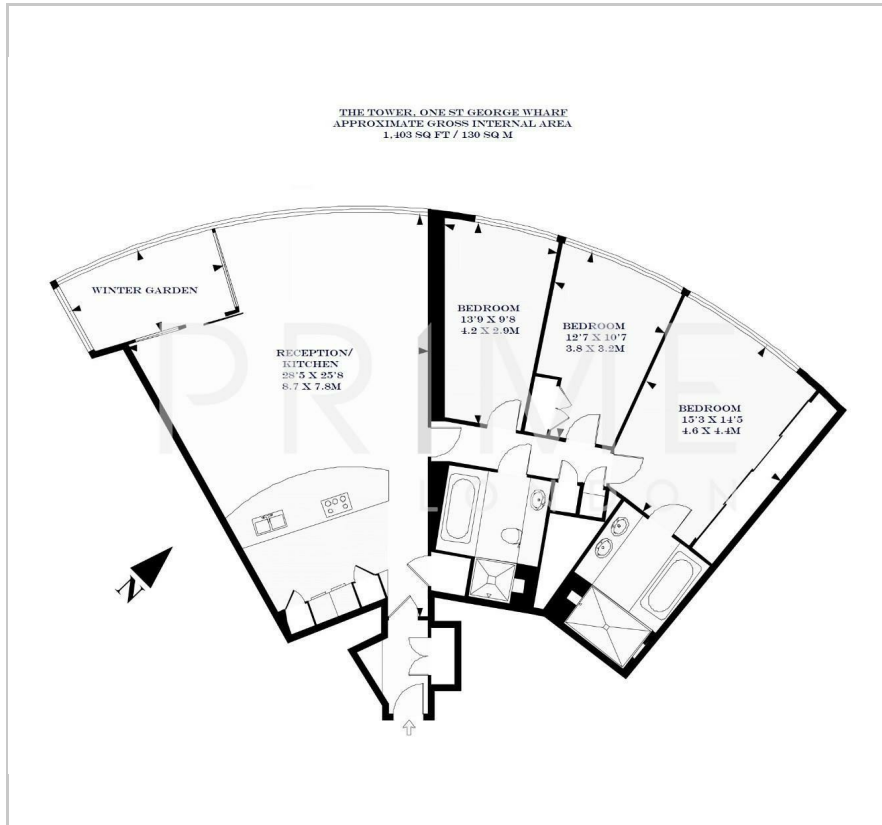 THE TOWER, ONE ST GEORGE WHARF
APPROXIMATE GROSS INTERNAL AREA
1,403 SQ FT / 130 SQ M
WINTER GARDEN
RECEPTION/
KITCHEN
28'5 X 25'8
8.7 X 7.8M
BEDROOM
13'9 X 9'8
4.2 X 2.9M
BEDROOM
12'7 X 10'7
3.8 X 3.2M
BEDROOM
15'3 X 14'5
4.6 X 4.4M
PRIME
LONDON
N